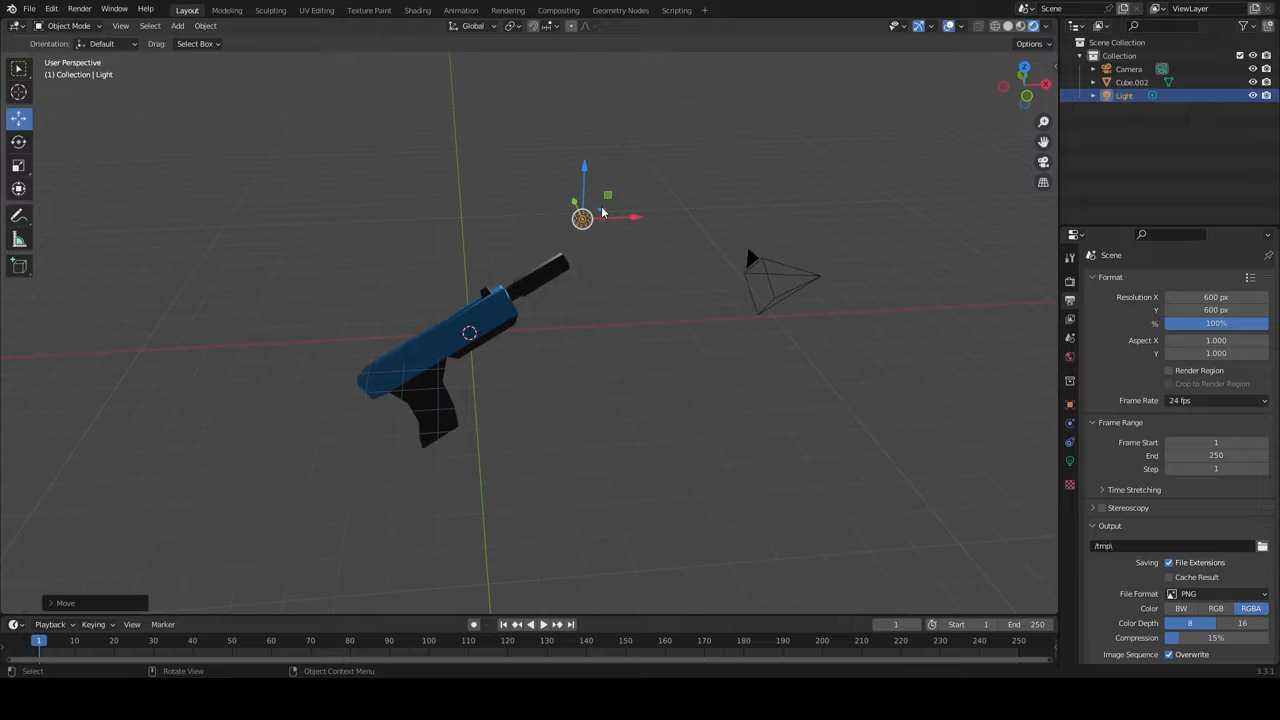 File Edit Render Window Help Layout Modeling Sculpting UV Editing Texture Paint Shading Animation Rendering Compositing Geometry Nodes Scripting + Scene ViewLayer
Object Mode View Select Add Object Global
Orientation: Default Drag: Select Box Options
User Perspective
(1) Collection | Light
Z
X
Move
Scene Collection
Collection
Camera
Cube.002
Light
Scene
Format
Resolution X 600 px
Y 600 px
% 100%
Aspect X 1.000
Y 1.000
Render Region
Crop to Render Region
Frame Rate 24 fps
Frame Range
Frame Start 1
End 250
Step 1
Time Stretching
Stereoscopy
Output
/tmp\
Saving File Extensions
Cache Result
File Format PNG
Color BW RGB RGBA
Color Depth 8 16
Compression 15%
Image Sequence Overwrite
Playback Keying View Marker 1 Start 1 End 250
1 10 20 30 40 50 60 70 80 90 100 110 120 130 140 150 160 170 180 190 200 210 220 230 240 250
Select Rotate View Object Context Menu 3.3.1